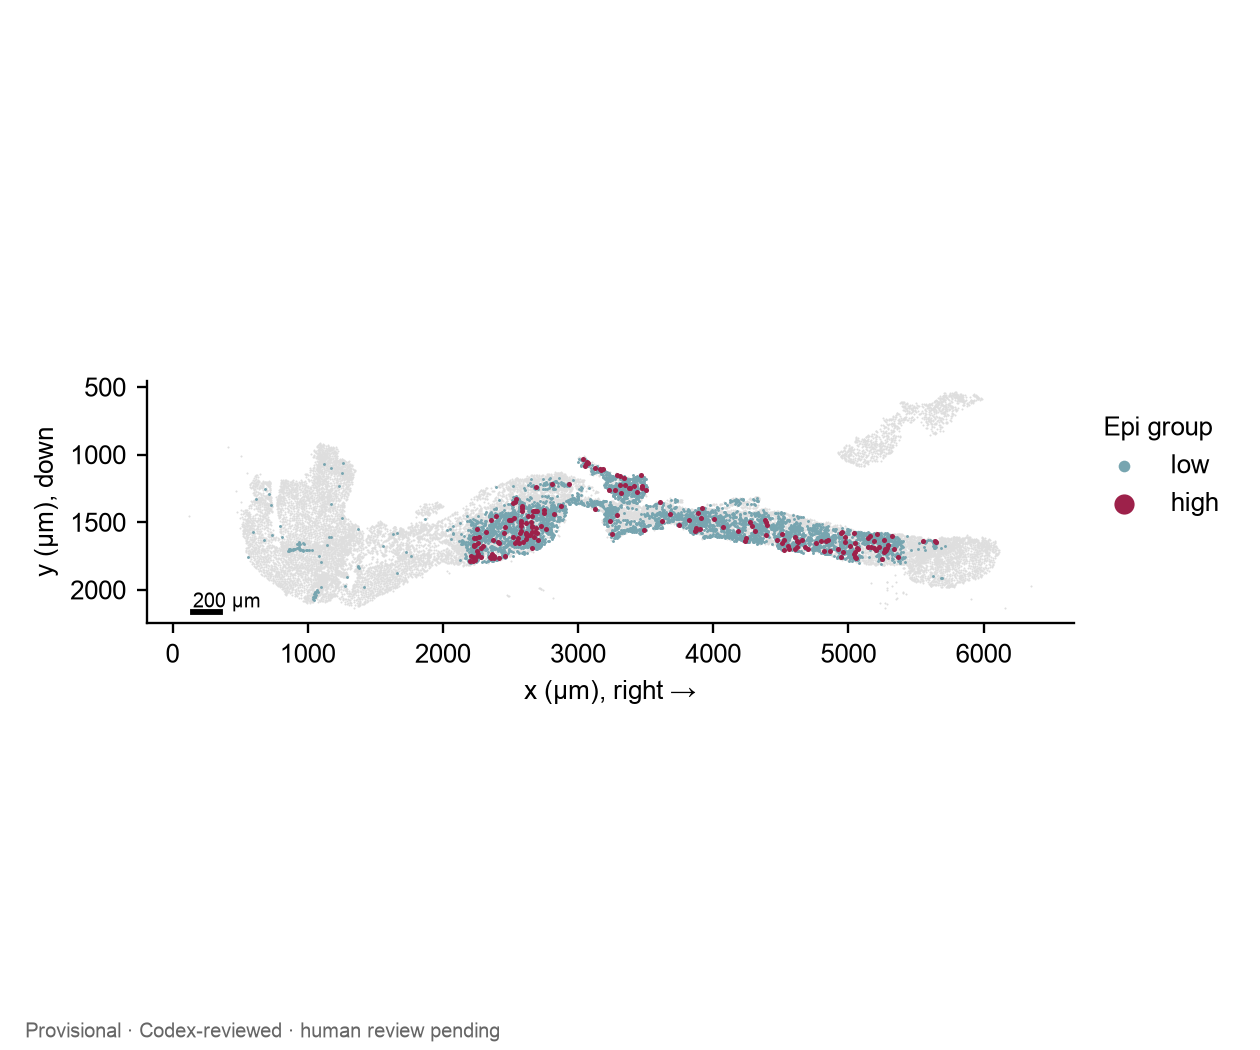 500
1000
1500
2000
y (µm), down
200 µm
0 1000 2000 3000 4000 5000 6000
x (µm), right →
Epi group
low
high
Provisional · Codex-reviewed · human review pending